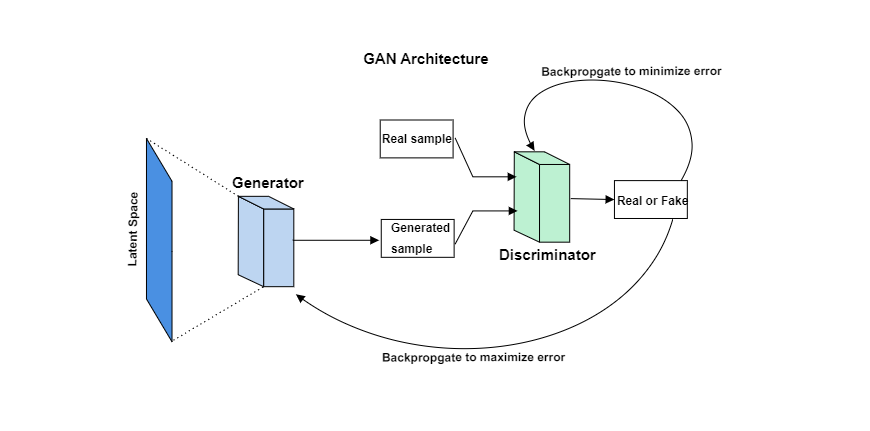 GAN Architecture
Backpropgate to minimize error
Real sample
Generator
Latent Space
Real or Fake
Generated
sample
Discriminator
Backpropgate to maximize error